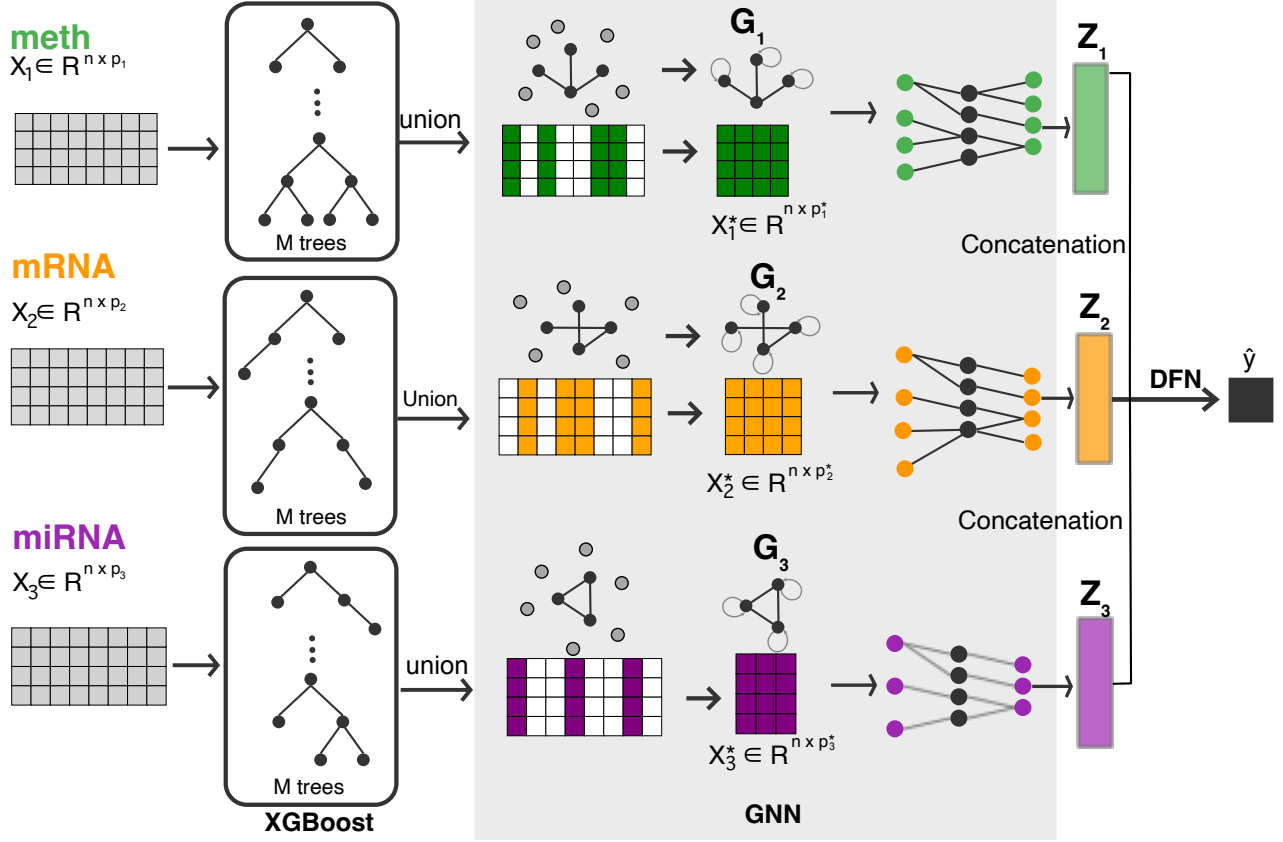 meth
X₁ ∈ R^{n x p₁}
M trees
union
G₁
X₁* ∈ R^{n x p₁*}
Z₁
Concatenation
mRNA
X₂ ∈ R^{n x p₂}
M trees
Union
G₂
X₂* ∈ R^{n x p₂*}
Z₂
DFN
ŷ
Concatenation
miRNA
X₃ ∈ R^{n x p₃}
M trees
union
G₃
X₃* ∈ R^{n x p₃*}
Z₃
XGBoost
GNN